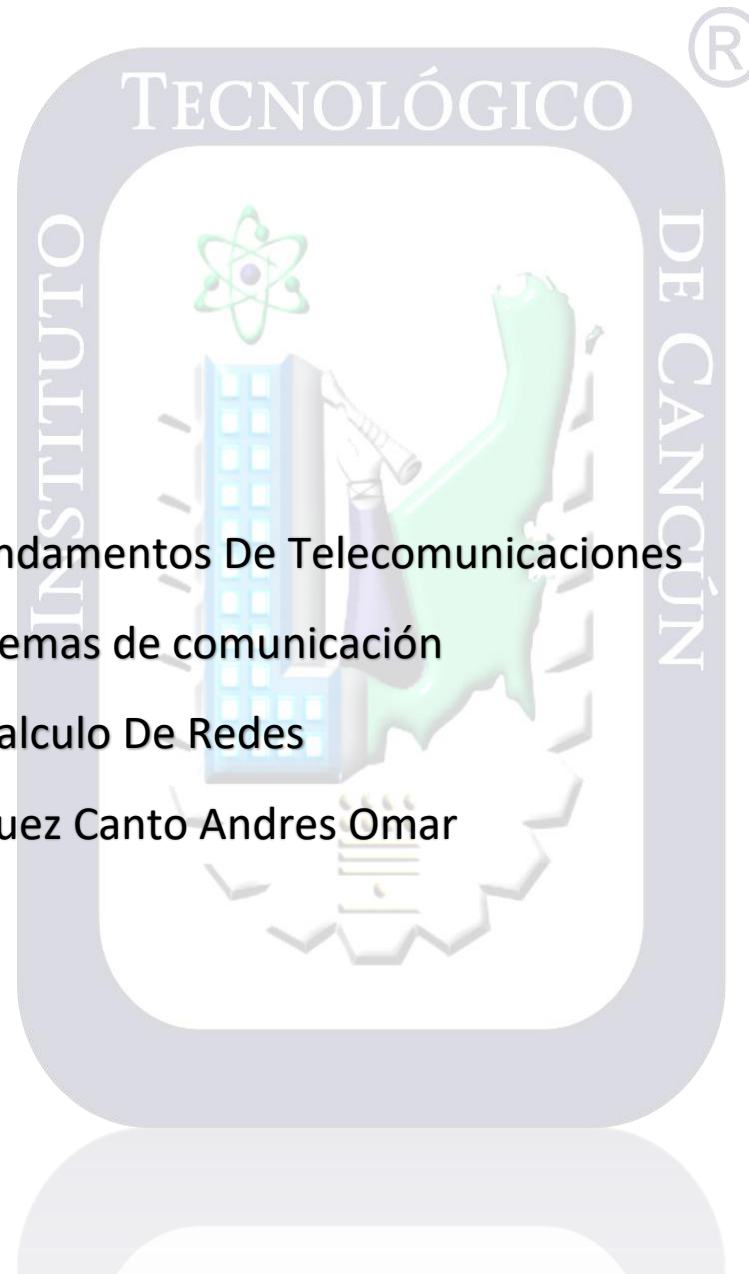 ®
TECNOLÓGICO
INSTITUTO
DE CANCÚN
ndamentos De Telecomunicaciones
emas de comunicación
alculo De Redes
uez Canto Andres Omar